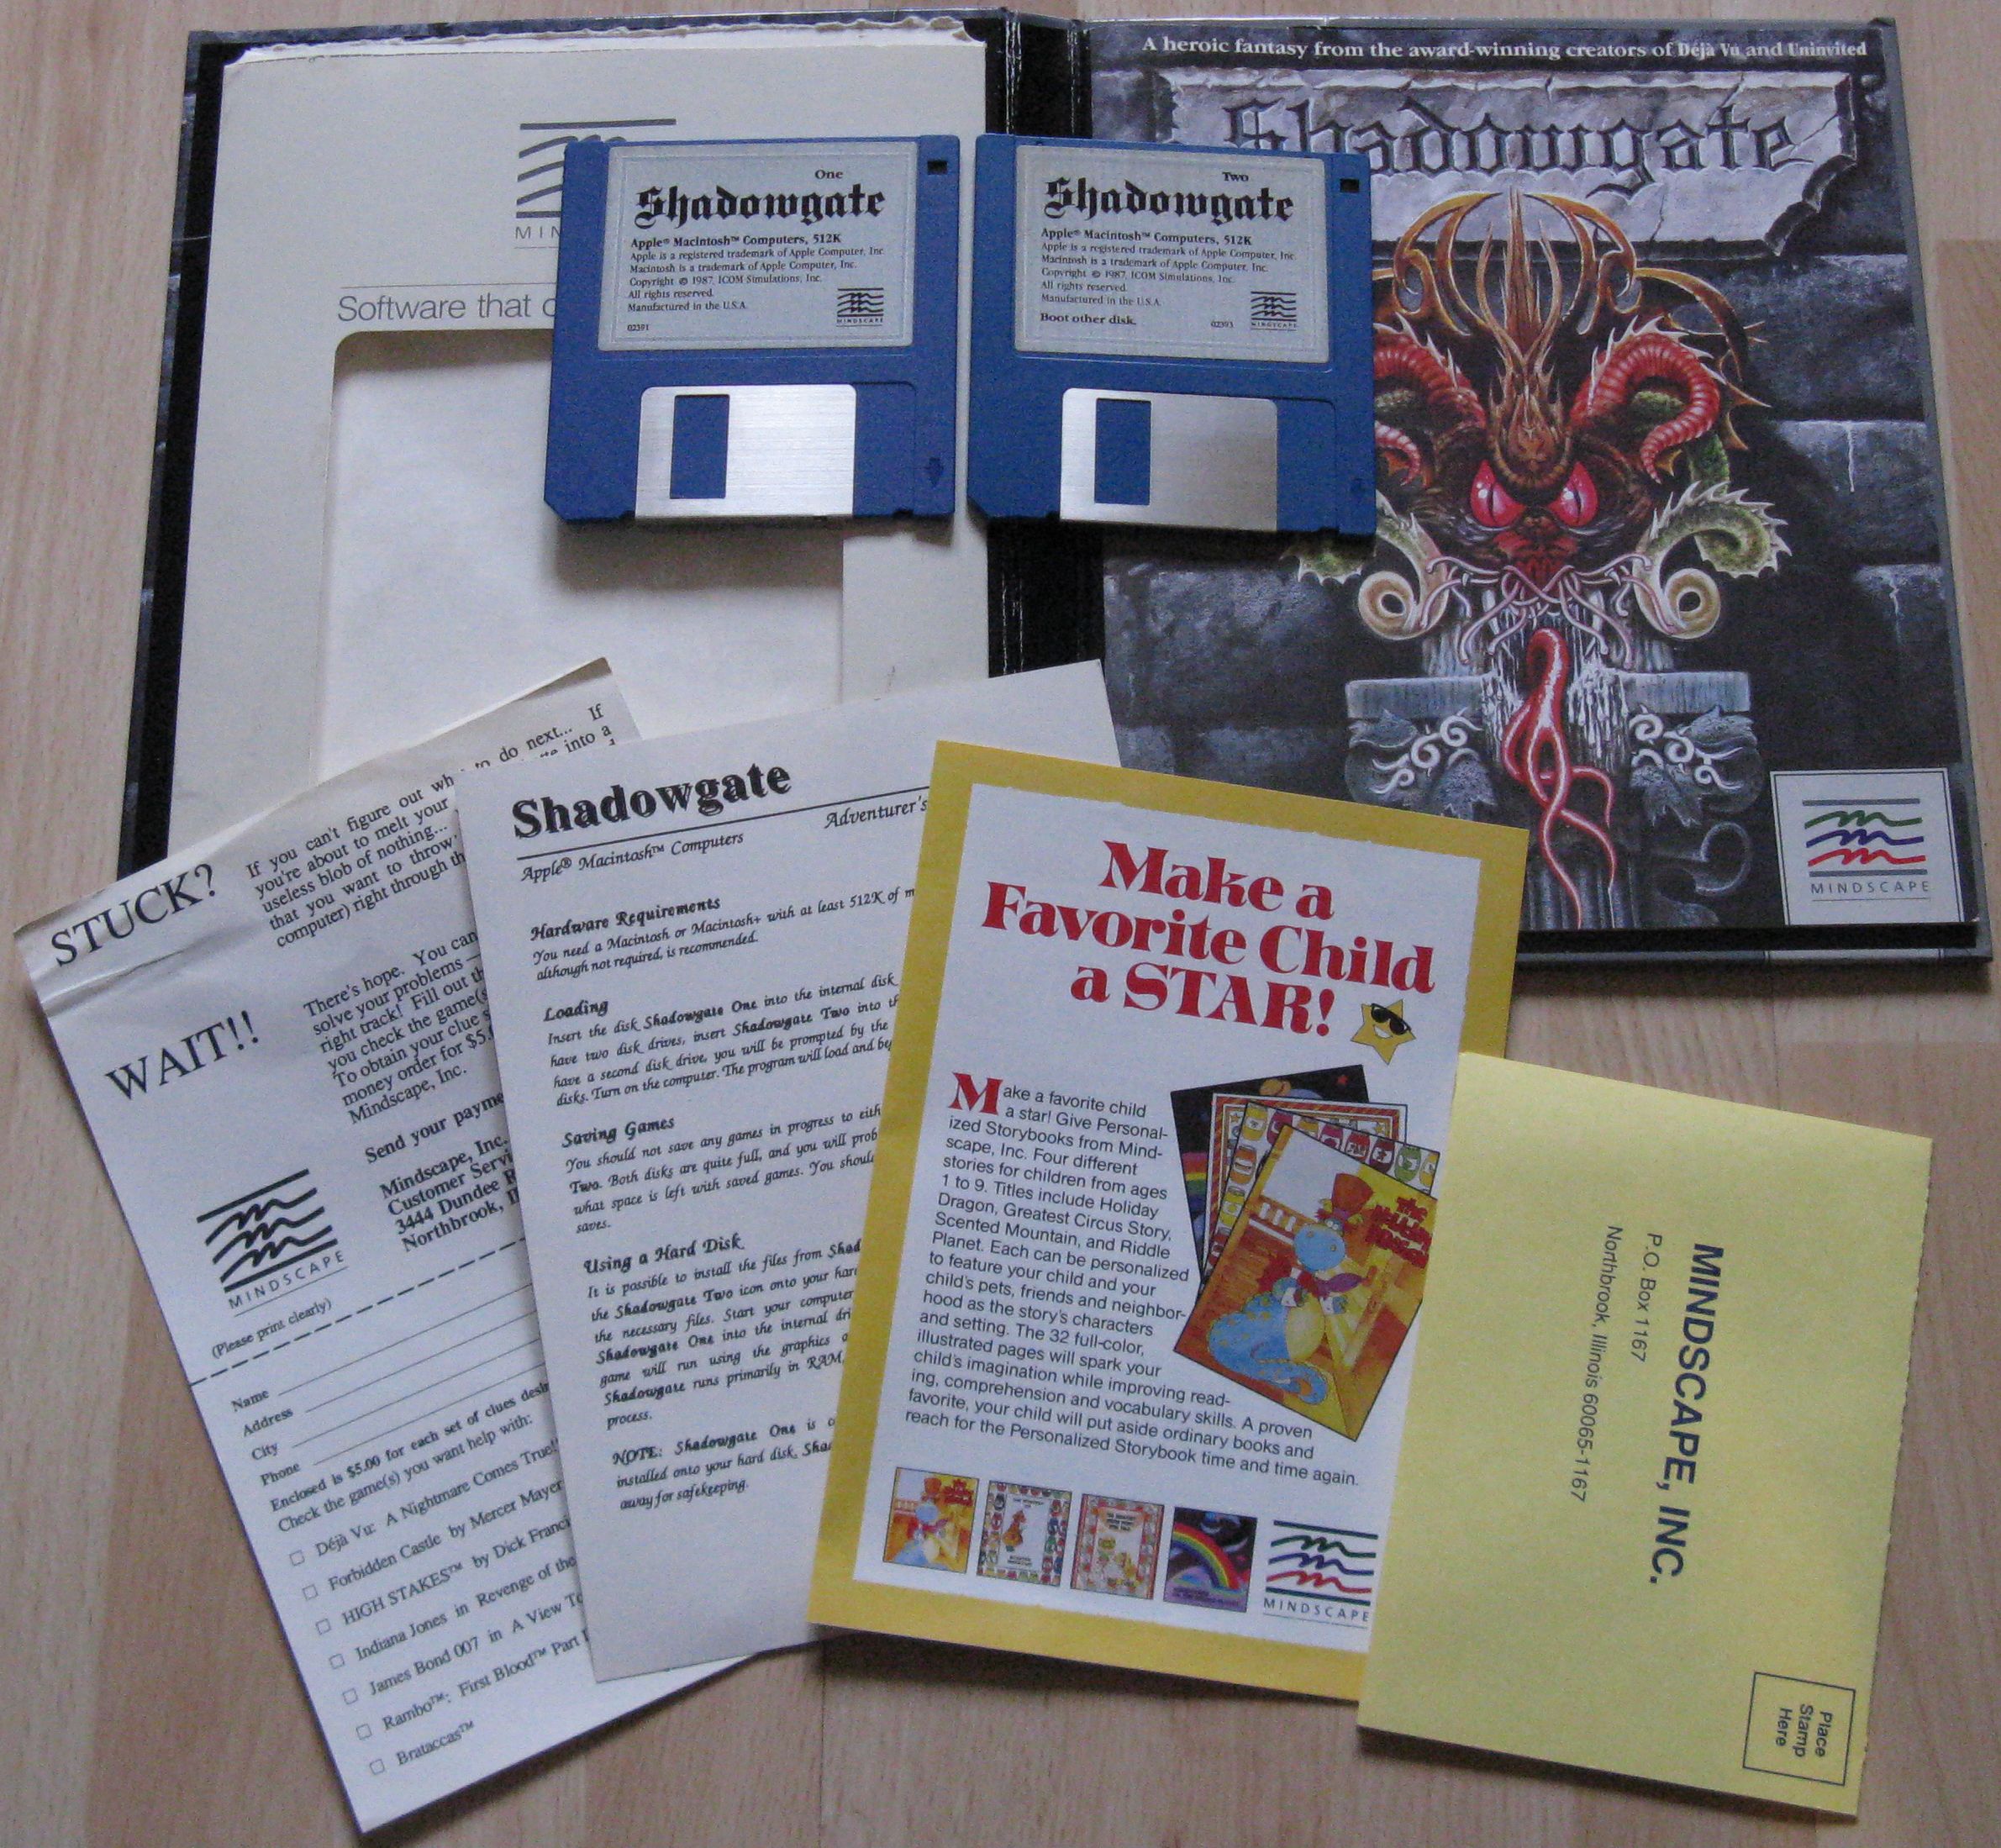 A heroic fantasy from the award-winning creators of Déjà Vu and Uninvited
Shadowgate
MINDSCAPE
MIN
Software that
One
Shadowgate
Apple® Macintosh™ Computers, 512K
Apple is a registered trademark of Apple Computer, Inc.
Macintosh is a trademark of Apple Computer, Inc.
Copyright © 1987, ICOM Simulations, Inc.
All rights reserved.
Manufactured in the U.S.A.
02391
MINDSCAPE
Two
Shadowgate
Apple® Macintosh™ Computers, 512K
Apple is a registered trademark of Apple Computer, Inc.
Macintosh is a trademark of Apple Computer, Inc.
Copyright © 1987, ICOM Simulations, Inc.
All rights reserved.
Manufactured in the U.S.A.
Boot other disk.
02393
MINDSCAPE
STUCK?
If you can't figure out to do next... If
you're about to melt your into a
useless blob of nothing...
that you want to throw
computer) right through
WAIT!!
There's hope. You can
solve your problems —
right track! Fill out
you check the game(s)
To obtain your clue
money order for
Mindscape, Inc.
Send your
Mindscape, Inc.
Customer
3444 Dundee
Northbrook,
MINDSCAPE
(Please print clearly)
Name
Address
City
Phone
Enclosed is $5.00 for each set of clues
Check the game(s) you want help with:
Déjà Vu: A Nightmare Comes True!
Forbidden Castle by Mercer Mayer
HIGH STAKES™ by Dick
Indiana Jones in Revenge of the
James Bond 007 in A View
Rambo™: First Blood™ Part
Brataccas™
Shadowgate
Apple® Macintosh™ Computers
Adventurer's
Hardware Requirements
You need a Macintosh or Macintosh+ with at least 512K of
although not required, is recommended.
Loading
Insert the disk Shadowgate One into the internal disk
have two disk drives, insert Shadowgate Two into
have a second disk drive, you will be prompted by the
disks. Turn on the computer. The program will load and
Saving Games
You should not save any games in progress to
Two. Both disks are quite full, and you will
what space is left with saved games. You
saves.
Using a Hard Disk
It is possible to install the files from
the Shadowgate Two icon onto your
the necessary files. Start your computer
Shadowgate One into the internal
game will run using the graphics
Shadowgate runs primarily in RAM,
process.
NOTE: Shadowgate One is
installed onto your hard disk.
away for safekeeping.
Make a
Favorite Child
a STAR!
Make a favorite child
a star! Give Personal-
ized Storybooks from Mind-
scape, Inc. Four different
stories for children from ages
1 to 9. Titles include Holiday
Dragon, Greatest Circus Story,
Scented Mountain, and Riddle
Planet. Each can be personalized
to feature your child and your
child's pets, friends and neighbor-
hood as the story's characters
and setting. The 32 full-color,
illustrated pages will spark your
child's imagination while improving read-
ing, comprehension and vocabulary skills. A proven
favorite, your child will put aside ordinary books and
reach for the Personalized Storybook time and time again.
MINDSCAPE
MINDSCAPE, INC.
P.O. Box 1167
Northbrook, Illinois 60065-1167
Place
Stamp
Here